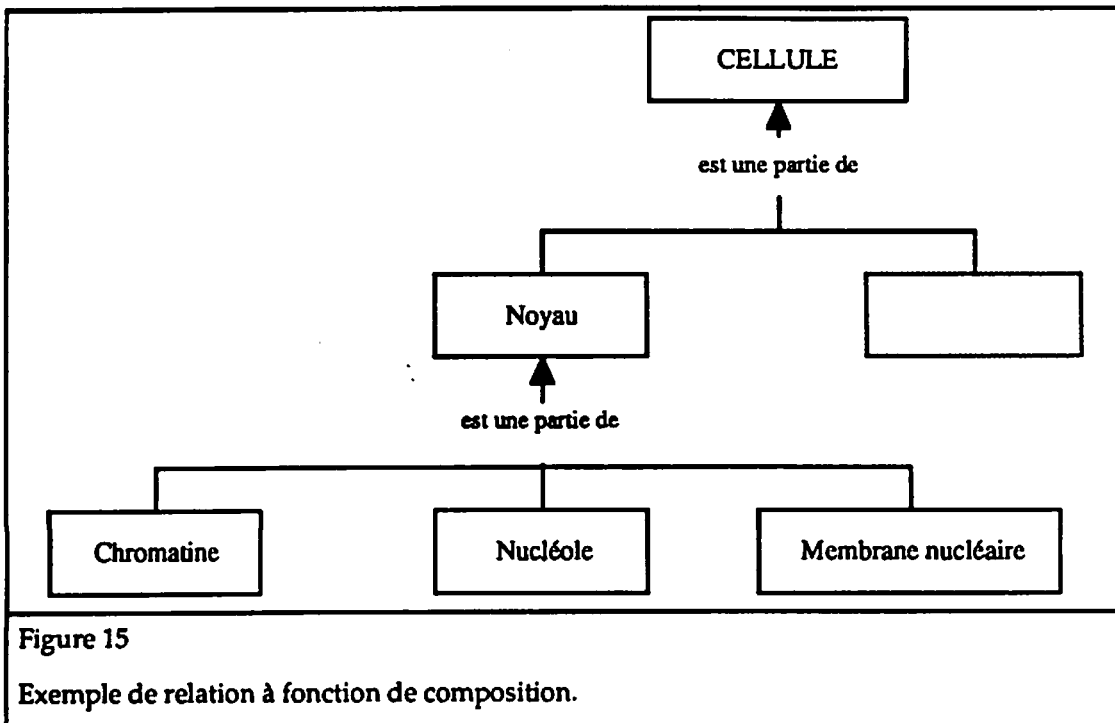 CELLULE
est une partie de
Noyau
est une partie de
Chromatine
Nucléole
Membrane nucléaire
Figure 15
Exemple de relation à fonction de composition.